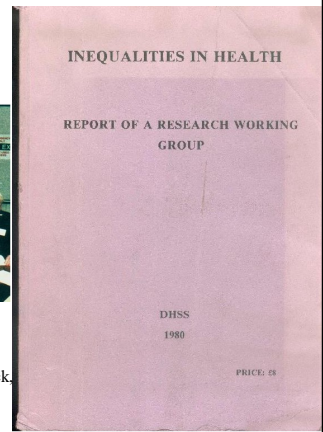 INEQUALITIES IN HEALTH
REPORT OF A RESEARCH WORKING
GROUP
DHSS
1980
PRICE: £8